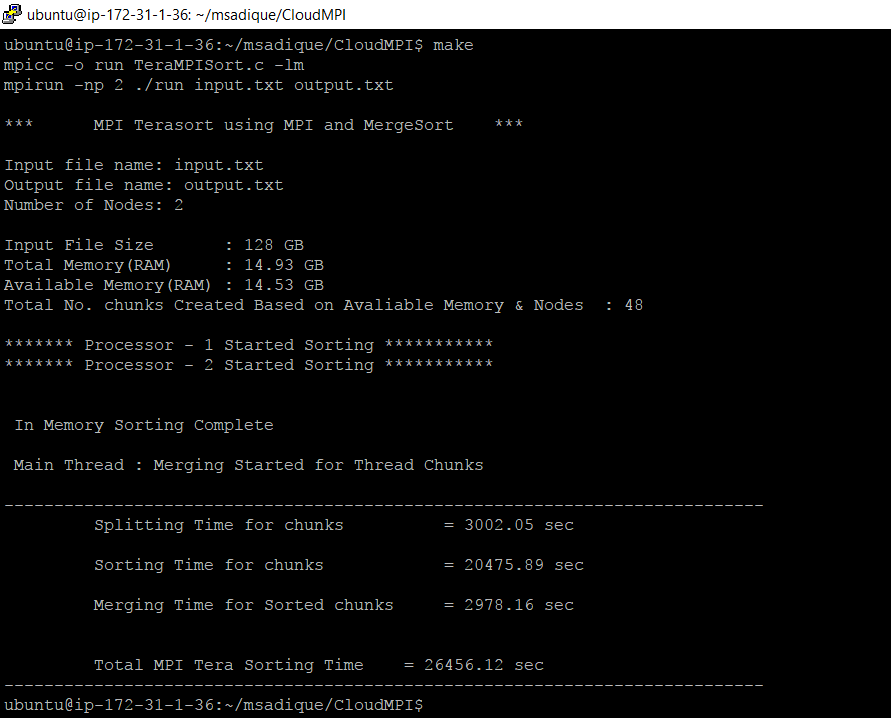 ubuntu@ip-172-31-1-36: ~/msadique/CloudMPI
ubuntu@ip-172-31-1-36:~/msadique/CloudMPI$ make
mpicc -o run TeraMPISort.c -lm
mpirun -np 2 ./run input.txt output.txt
*** MPI Terasort using MPI and MergeSort ***
Input file name: input.txt
Output file name: output.txt
Number of Nodes: 2
Input File Size : 128 GB
Total Memory(RAM) : 14.93 GB
Available Memory(RAM) : 14.53 GB
Total No. chunks Created Based on Avaliable Memory & Nodes : 48
******* Processor - 1 Started Sorting ***********
******* Processor - 2 Started Sorting ***********
In Memory Sorting Complete
Main Thread : Merging Started for Thread Chunks
----------------------------------------------------------------------------
Splitting Time for chunks = 3002.05 sec
Sorting Time for chunks = 20475.89 sec
Merging Time for Sorted chunks = 2978.16 sec
Total MPI Tera Sorting Time = 26456.12 sec
----------------------------------------------------------------------------
ubuntu@ip-172-31-1-36:~/msadique/CloudMPI$